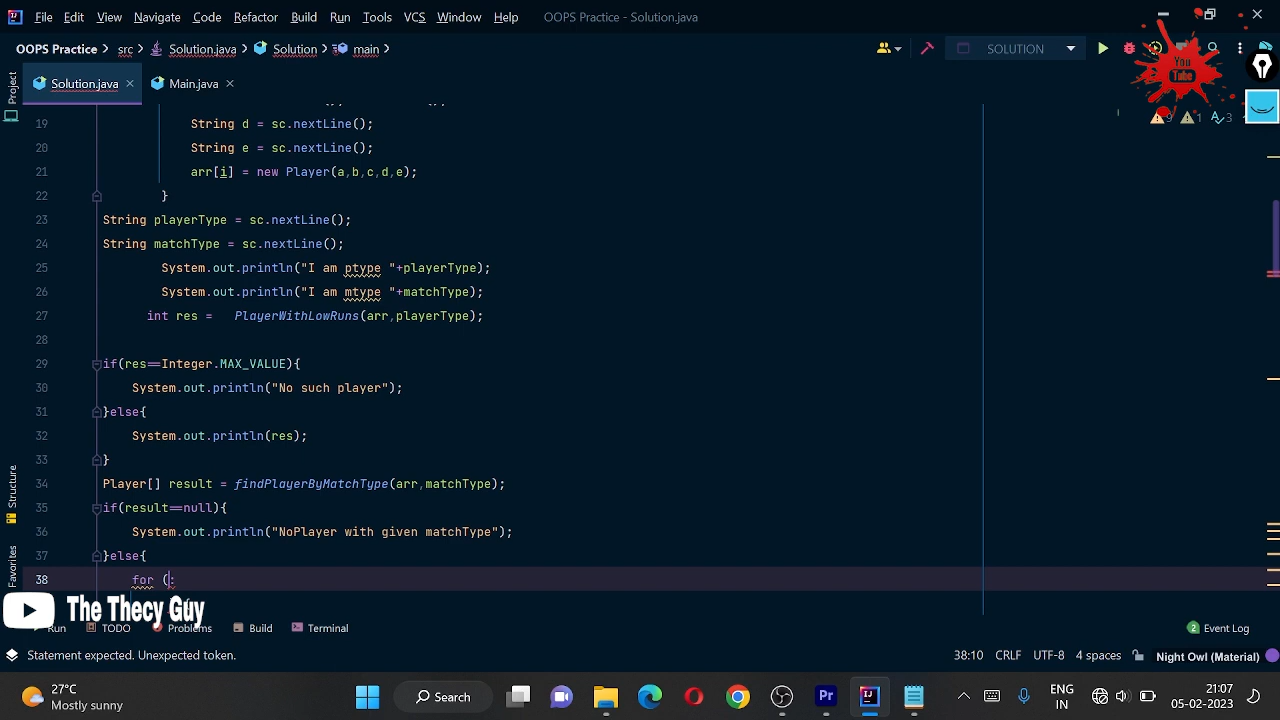 File Edit View Navigate Code Refactor Build Run Tools VCS Window Help OOPS Practice - Solution.java
OOPS Practice src Solution.java Solution main SOLUTION
You
Tube
Project
Solution.java Main.java
9 1 3
19 String d = sc.nextLine();
20 String e = sc.nextLine();
21 arr[i] = new Player(a,b,c,d,e);
22 }
23 String playerType = sc.nextLine();
24 String matchType = sc.nextLine();
25 System.out.println("I am ptype "+playerType);
26 System.out.println("I am mtype "+matchType);
27 int res = PlayerWithLowRuns(arr,playerType);
28
29 if(res==Integer.MAX_VALUE){
30 System.out.println("No such player");
31 }else{
32 System.out.println(res);
33 }
34 Player[] result = findPlayerByMatchType(arr,matchType);
35 if(result==null){
36 System.out.println("NoPlayer with given matchType");
37 }else{
38 for (:
Structure
Favorites
The Thecy Guy
Run TODO Problems Build Terminal 2 Event Log
Statement expected. Unexpected token. 38:10 CRLF UTF-8 4 spaces Night Owl (Material)
27°C
Mostly sunny
Search
Pr
ENG
IN
21:07
05-02-2023